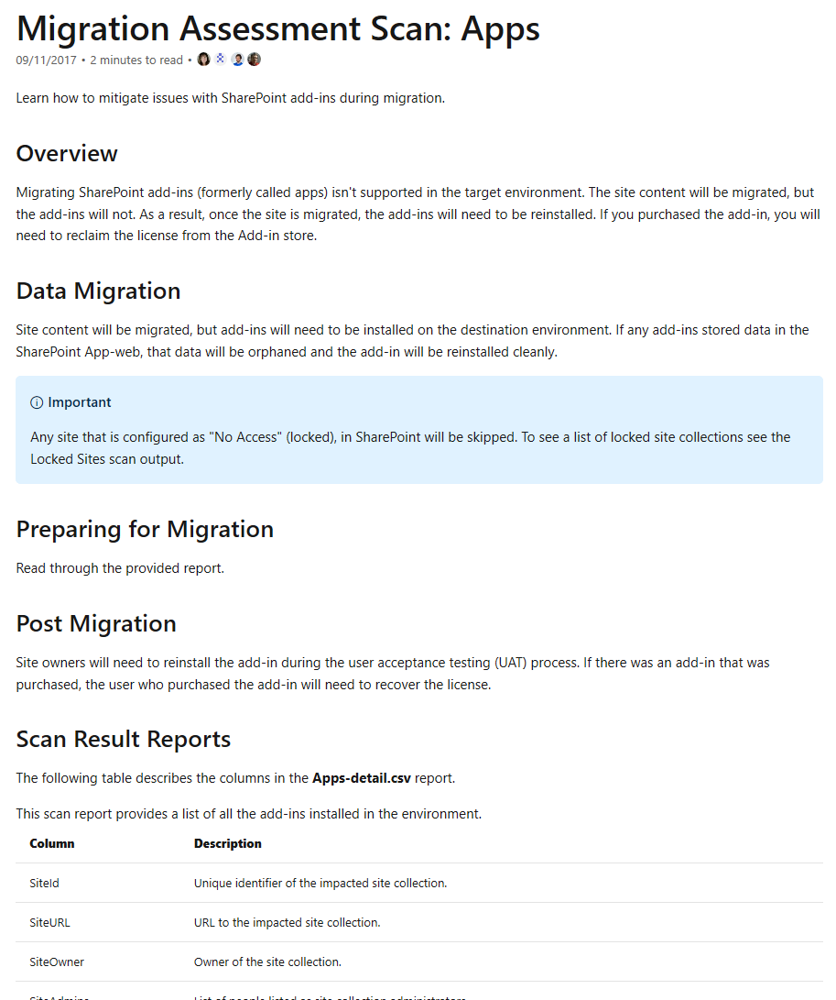 Migration Assessment Scan: Apps
09/11/2017 • 2 minutes to read •
Learn how to mitigate issues with SharePoint add-ins during migration.
Overview
Migrating SharePoint add-ins (formerly called apps) isn't supported in the target environment. The site content will be migrated, but
the add-ins will not. As a result, once the site is migrated, the add-ins will need to be reinstalled. If you purchased the add-in, you will
need to reclaim the license from the Add-in store.
Data Migration
Site content will be migrated, but add-ins will need to be installed on the destination environment. If any add-ins stored data in the
SharePoint App-web, that data will be orphaned and the add-in will be reinstalled cleanly.
Important
Any site that is configured as "No Access" (locked), in SharePoint will be skipped. To see a list of locked site collections see the
Locked Sites scan output.
Preparing for Migration
Read through the provided report.
Post Migration
Site owners will need to reinstall the add-in during the user acceptance testing (UAT) process. If there was an add-in that was
purchased, the user who purchased the add-in will need to recover the license.
Scan Result Reports
The following table describes the columns in the Apps-detail.csv report.
This scan report provides a list of all the add-ins installed in the environment.
Column Description
SiteId Unique identifier of the impacted site collection.
SiteURL URL to the impacted site collection.
SiteOwner Owner of the site collection.